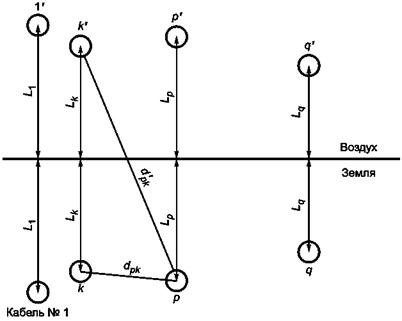 1'
k'
p'
q'
L1
Lk
Lp
Lq
Воздух
Земля
d'pk
L1
Lk
Lp
Lq
dpk
k
p
q
Кабель № 1